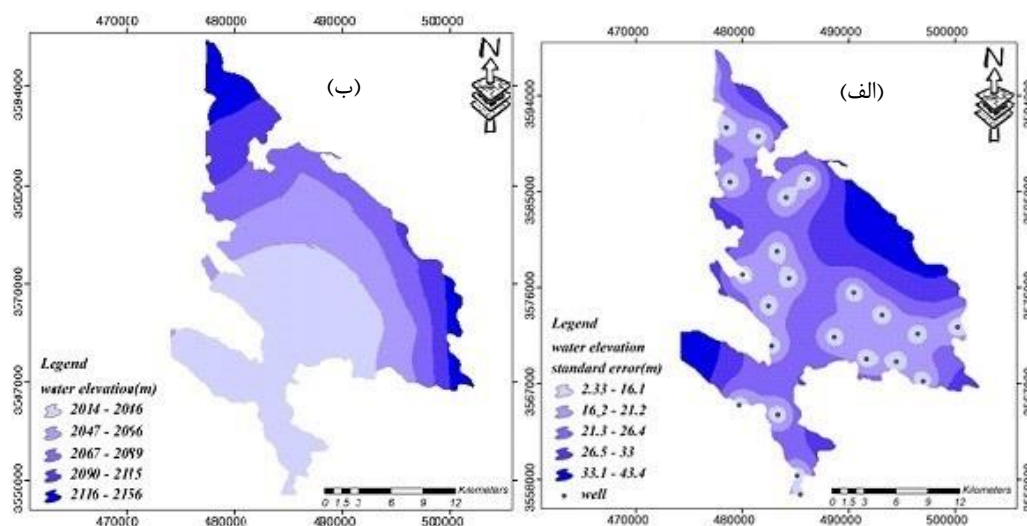 470000 480000 490000 500000
(ب)
N
3594000
3585000
3576000
3567000
3558000
Legend
water elevation(m)
2014 - 2046
2047 - 2066
2067 - 2089
2090 - 2115
2116 - 2156
Kilometers
0 1.5 3 6 9 12
470000 480000 490000 500000
470000 480000 490000 500000
(الف)
N
3594000
3585000
3576000
3567000
3558000
Legend
water elevation
standard error(m)
2.33 - 16.1
16.2 - 21.2
21.3 - 26.4
26.5 - 33
33.1 - 43.4
well
Kilometers
0 1.5 3 6 9 12
470000 480000 490000 500000